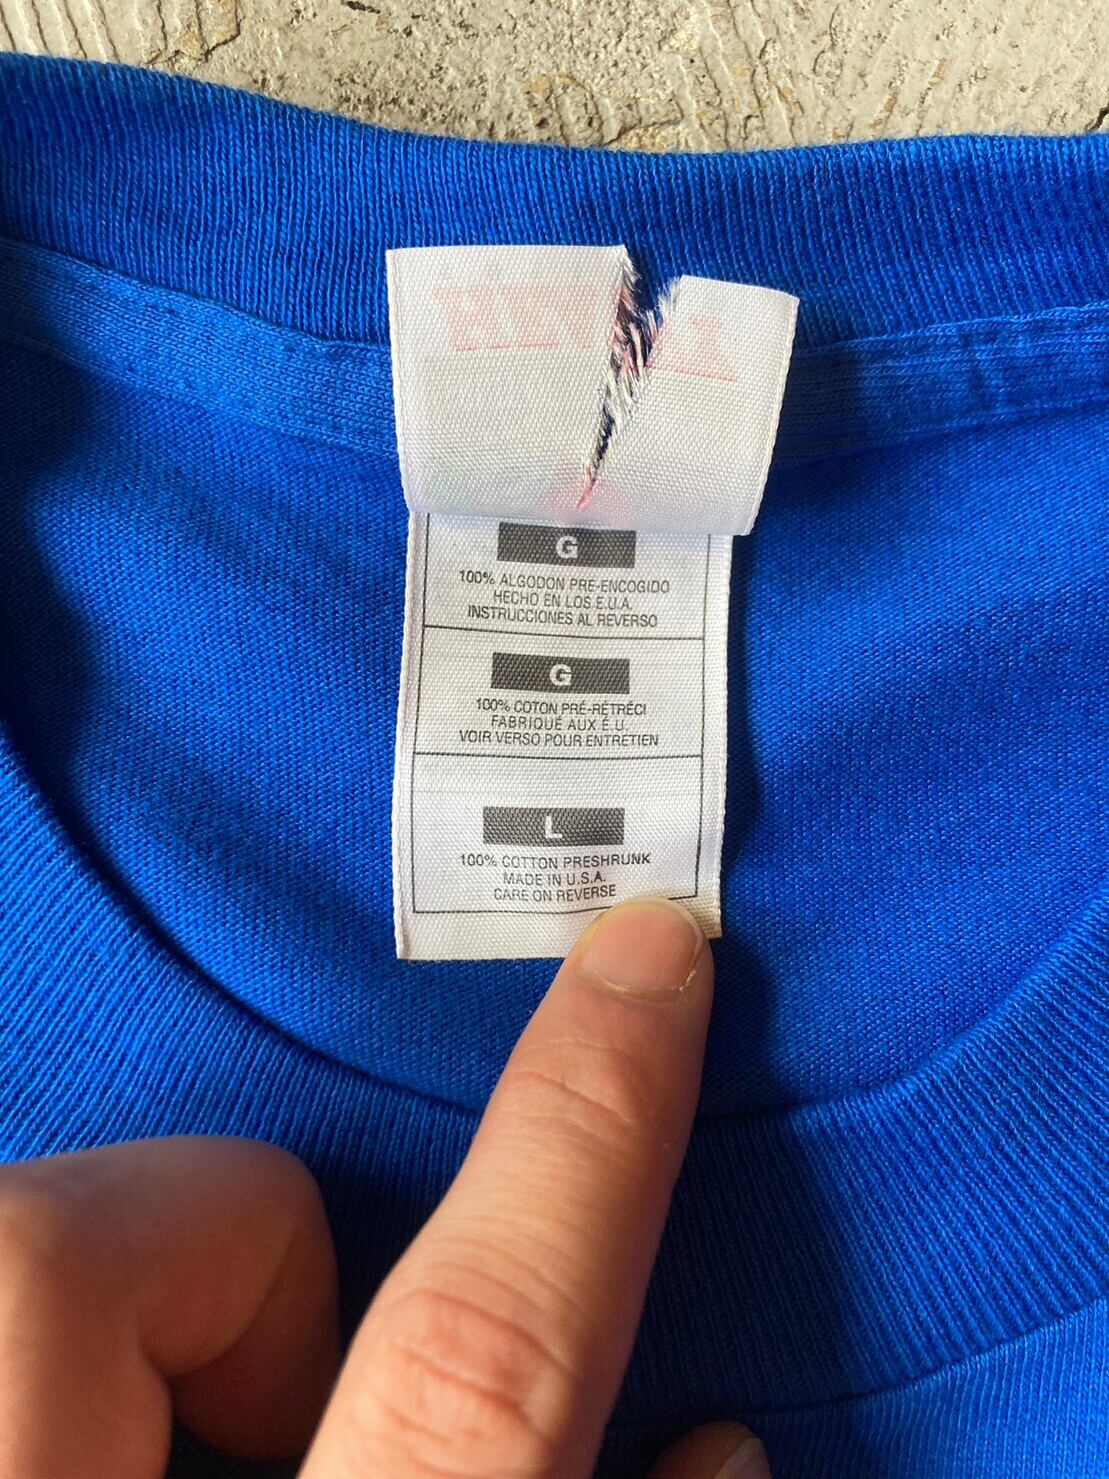 G
100% ALGODON PRE-ENCOGIDO
HECHO EN LOS E.U.A.
INSTRUCCIONES AL REVERSO
G
100% COTON PRÉ-RÉTRÉCI
FABRIQUÉ AUX É.U.
VOIR VERSO POUR ENTRETIEN
L
100% COTTON PRESHRUNK
MADE IN U.S.A.
CARE ON REVERSE